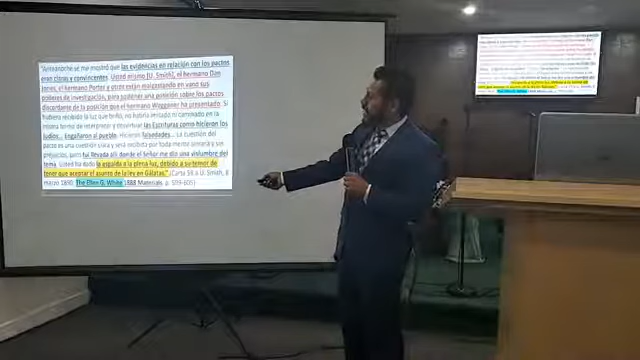 "Anteanoche se me mostró que las evidencias en relación con los pactos
eran claras y convincentes. Usted mismo [U. Smith], el hermano Dan
Jones, el hermano Porter y otros están malgastando en vano sus
poderes de investigación, para sostener una posición sobre los pactos
discordante de la posición que el hermano Waggoner ha presentado. Si
hubiera recibido la luz que brilló, no habría imitado ni caminado en la
misma forma de interpretar y las Escrituras como hicieron los
judíos... Engañaron al pueblo. Hicieron falsedades... La cuestión del
pacto es una cuestión clara y será recibida por toda mente sincera y sin
prejuicios, pero fui llevada allí donde el Señor me dio una vislumbre del
tema. Usted ha dado la espalda a la plena luz, debido a su temor de
tener que aceptar el asunto de la ley en Gálatas." (Carta 59 a U. Smith, 8
marzo 1890. The Ellen G. White 1888 Materials, p. 599-605)